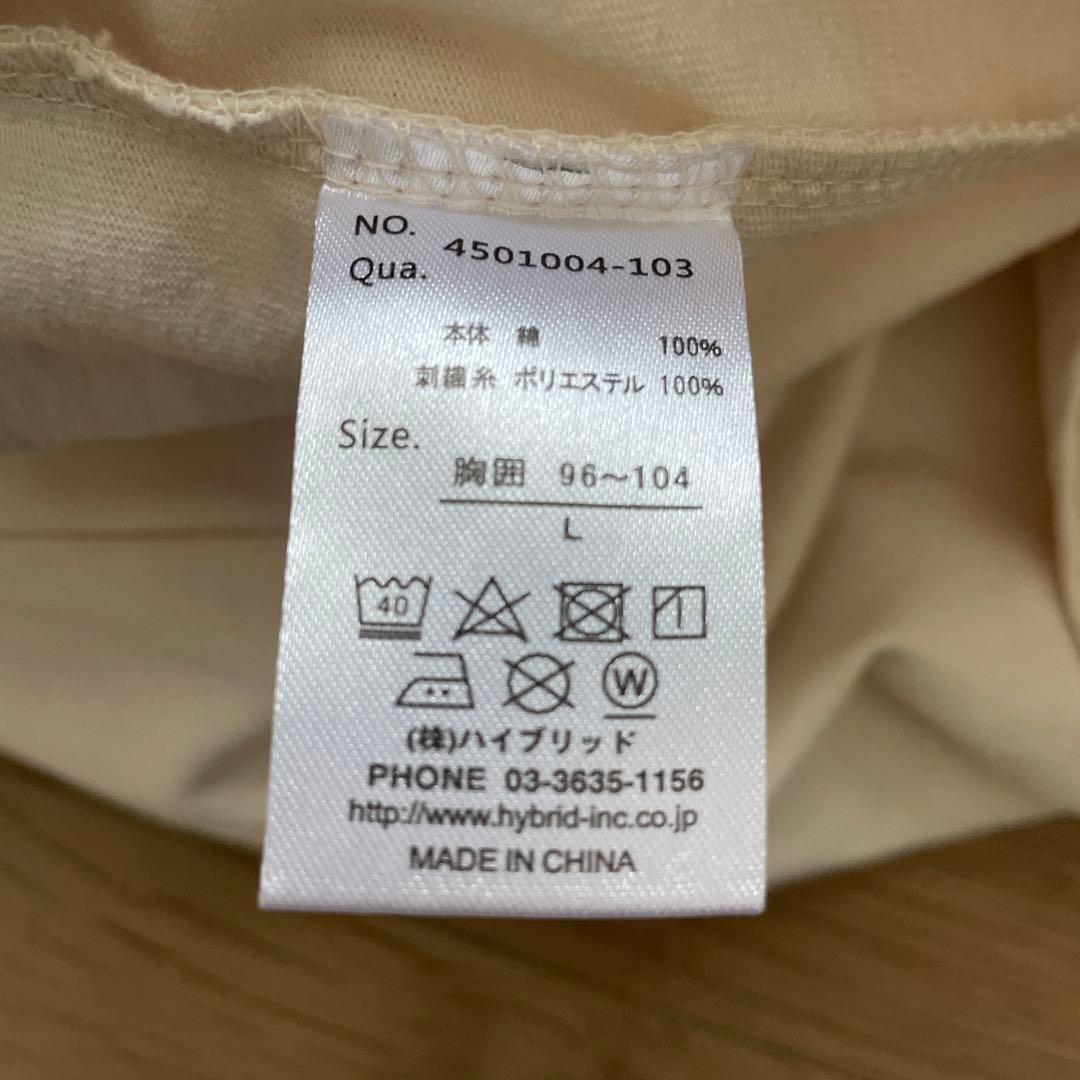 NO. 4501004-103
Qua.
本体 綿 100%
刺繍糸 ポリエステル 100%
Size.
胸囲 96〜104
L
40
W
(株)ハイブリッド
PHONE 03-3635-1156
http://www.hybrid-inc.co.jp
MADE IN CHINA